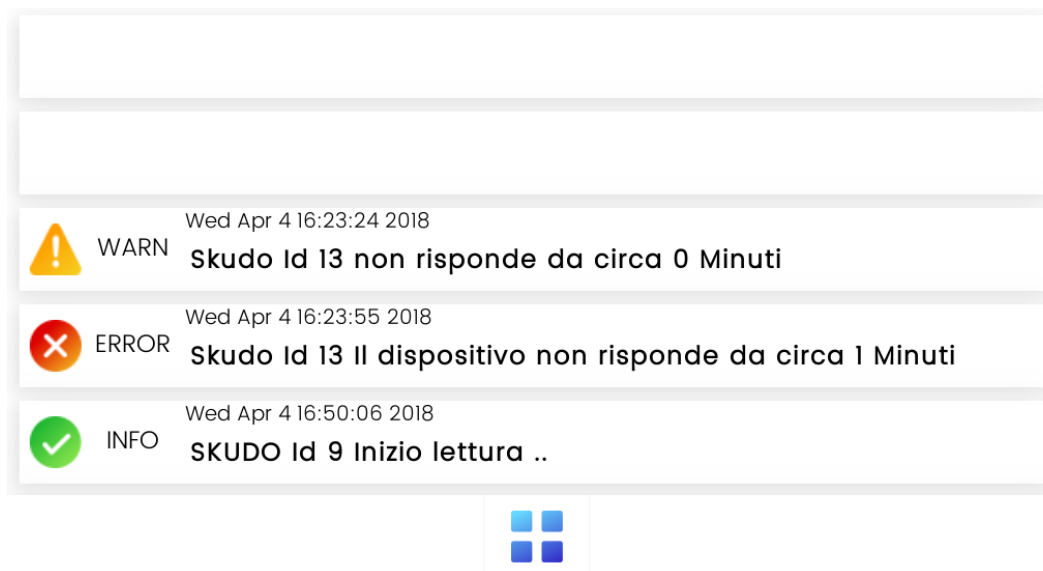 Wed Apr 4 16:23:24 2018
WARN
Skudo Id 13 non risponde da circa 0 Minuti
Wed Apr 4 16:23:55 2018
ERROR
Skudo Id 13 Il dispositivo non risponde da circa 1 Minuti
Wed Apr 4 16:50:06 2018
INFO
SKUDO Id 9 Inizio lettura ..